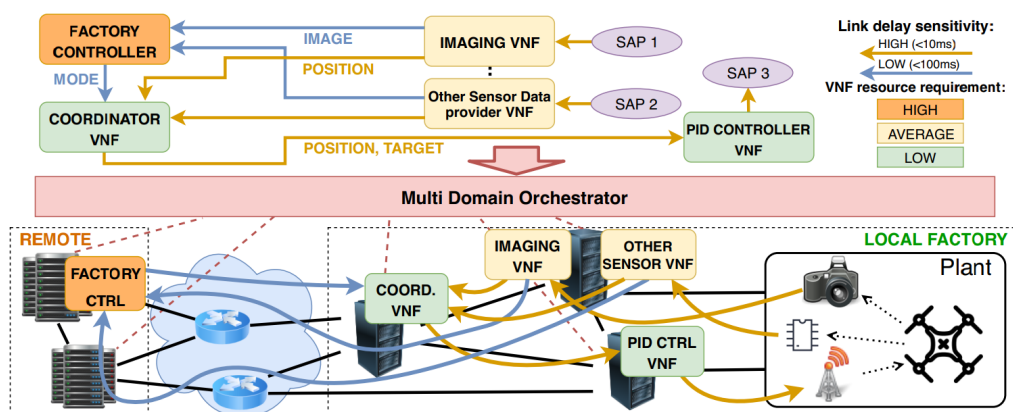 FACTORY
CONTROLLER
IMAGE
IMAGING VNF
SAP 1
Link delay sensitivity:
HIGH (<10ms)
LOW (<100ms)
VNF resource requirement:
HIGH
AVERAGE
LOW
MODE
POSITION
Other Sensor Data
provider VNF
SAP 2
SAP 3
COORDINATOR
VNF
POSITION, TARGET
PID CONTROLLER
VNF
Multi Domain Orchestrator
REMOTE
FACTORY
CTRL
COORD.
VNF
IMAGING
VNF
OTHER
SENSOR VNF
LOCAL FACTORY
Plant
PID CTRL
VNF